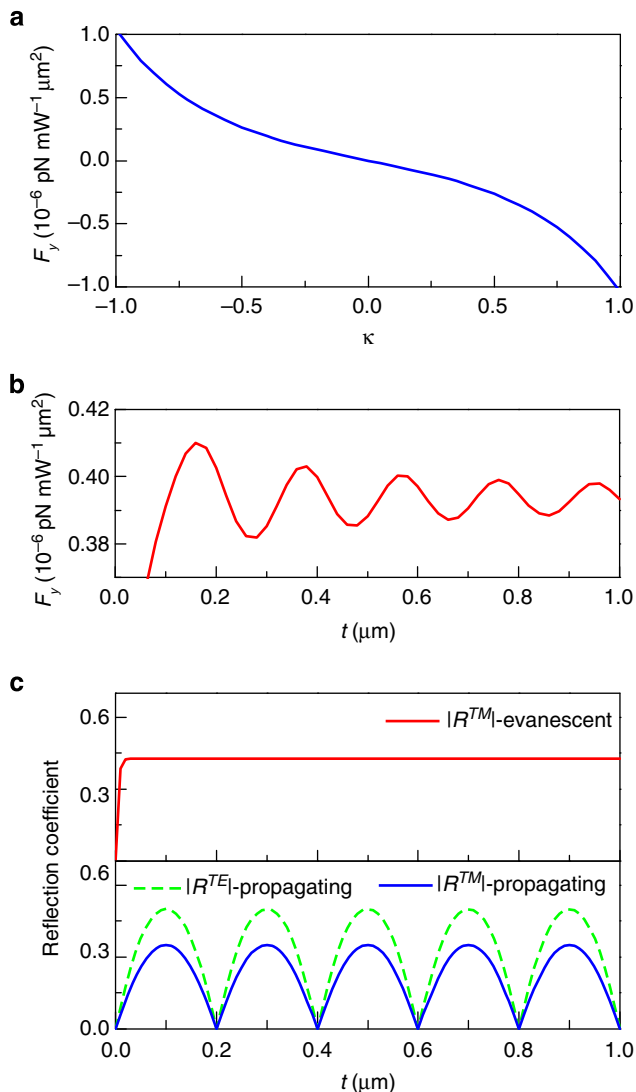 a
1.0
0.5
0.0
−0.5
−1.0
F_y (10⁻⁶ pN mW⁻¹ μm²)
−1.0 −0.5 0.0 0.5 1.0
κ
b
0.42
0.40
0.38
F_y (10⁻⁶ pN mW⁻¹ μm²)
0.0 0.2 0.4 0.6 0.8 1.0
t (μm)
c
0.6
0.3
|R^TM|-evanescent
Reflection coefficient
0.6
0.3
0.0
|R^TE|-propagating |R^TM|-propagating
0.0 0.2 0.4 0.6 0.8 1.0
t (μm)